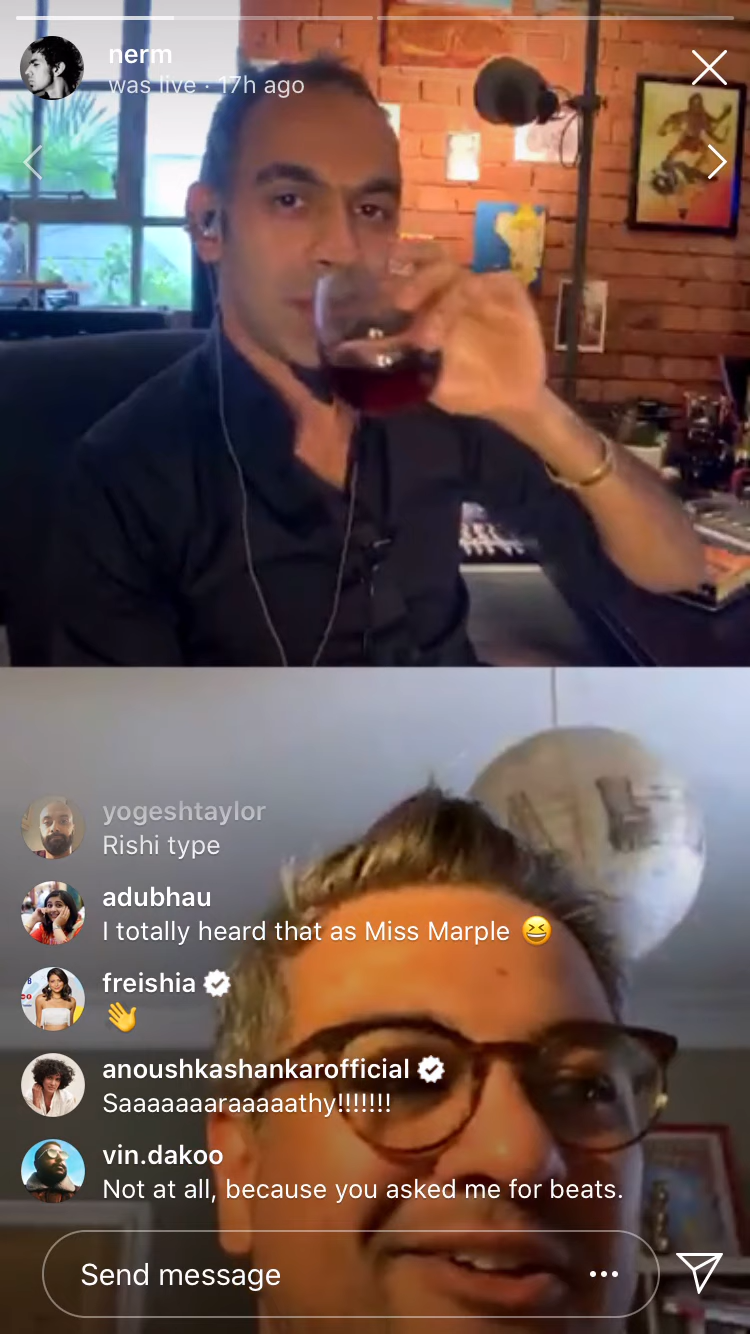 nerm
was live · 17h ago
yogeshtaylor
Rishi type
adubhau
I totally heard that as Miss Marple 😆
freishia
👋
anoushkashankarofficial
Saaaaaaaraaaaathy!!!!!!!
vin.dakoo
Not at all, because you asked me for beats.
Send message